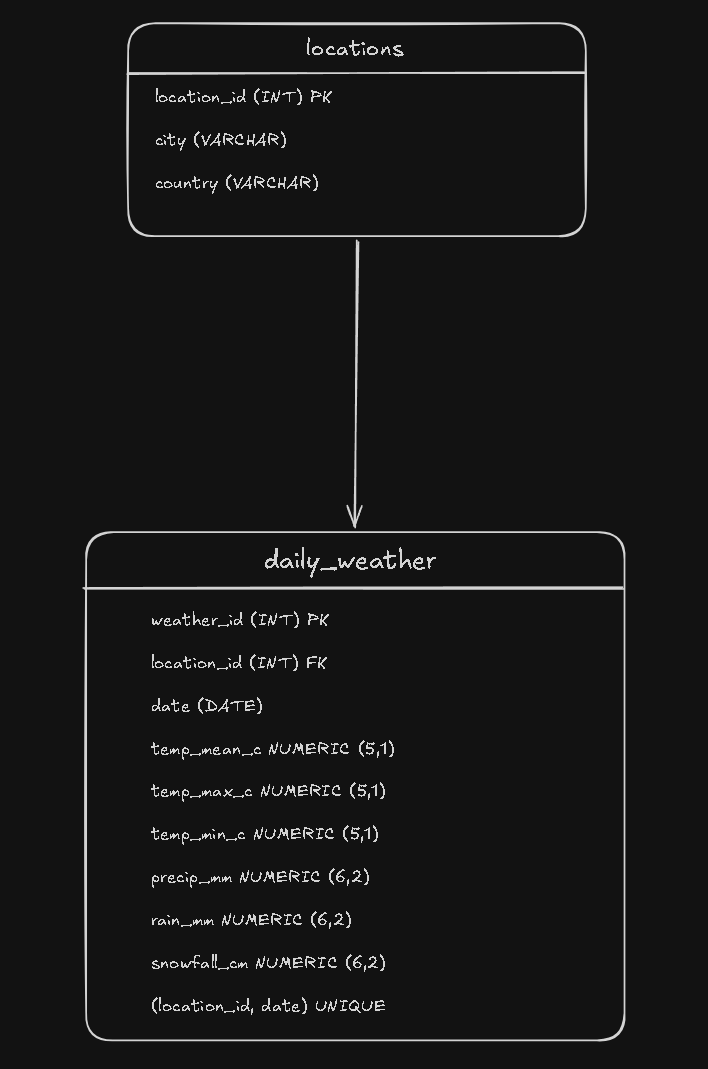 locations
location_id (INT) PK
city (VARCHAR)
country (VARCHAR)
daily_weather
weather_id (INT) PK
location_id (INT) FK
date (DATE)
temp_mean_c NUMERIC (5,1)
temp_max_c NUMERIC (5,1)
temp_min_c NUMERIC (5,1)
precip_mm NUMERIC (6,2)
rain_mm NUMERIC (6,2)
snowfall_cm NUMERIC (6,2)
(location_id, date) UNIQUE